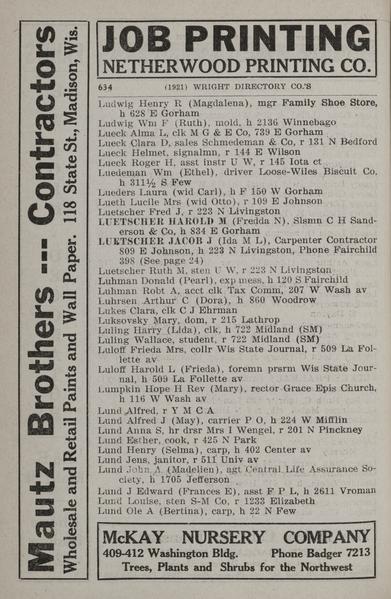 Mautz Brothers --- Contractors
Wholesale and Retail Paints and Wall Paper. 118 State St., Madison, Wis.
JOB PRINTING
NETHERWOOD PRINTING CO.
634 (1921) WRIGHT DIRECTORY CO.'S
Ludwig Henry R (Magdalena), mgr Family Shoe Store,
h 628 E Gorham
Ludwig Wm F (Ruth), mold, h 2136 Winnebago
Lueck Alma L, clk M G & E Co, 739 E Gorham
Lueck Clara D, sales Schmedeman & Co, r 131 N Bedford
Lueck Helmet, signalmn, r 144 E Wilson
Lueck Roger H, asst instr U W, r 145 Iota ct
Luedeman Wm (Ethel), driver Loose-Wiles Biscuit Co,
h 311½ S Few
Lueders Laura (wid Carl), h F 150 W Gorham
Lueth Lucile Mrs (wid Otto), r 109 E Johnson
Luetscher Fred J, r 223 N Livingston
LUETSCHER HAROLD M (Freida N), Slsmn C H Sand-
erson & Co, h 834 E Gorham
LUETSCHER JACOB J (Ida M L), Carpenter Contractor
809 E Johnson, h 223 N Livingston, Phone Fairchild
398 (See page 24)
Luetscher Ruth M, sten U W, r 223 N Livingston
Luhman Donald (Pearl), exp mess, h 120 S Fairchild
Luhman Robt A, acct clk Tax Comm, 207 W Wash av
Luhrsen Arthur C (Dora), h 860 Woodrow
Lukes Clara, clk C J Ehrman
Luksovsky Mary, dom, r 215 Lathrop
Luling Harry (Lida), clk, h 722 Midland (SM)
Luling Wallace, student, r 722 Midland (SM)
Luloff Frieda Mrs, collr Wis State Journal, r 509 La Fol-
lette av
Luloff Harold L (Frieda), foremn prsrm Wis State Jour-
nal, h 509 La Follette av
Lumpkin Hope H Rev (Mary), rector Grace Epis Church,
h 116 W Wash av
Lund Alfred, r Y M C A
Lund Alfred J (May), carrier P O, h 224 W Mifflin
Lund Anna S, hr drsr Mrs I Wengel, r 201 N Pinckney
Lund Esther, cook, r 425 N Park
Lund Henry (Selma), carp, h 402 Center av
Lund Jens, janitor, r 511 Univ av
Lund John A (Madelien), agt Central Life Assurance So-
ciety, h 1705 Jefferson
Lund J Edward (Frances E), asst F P L, h 2611 Vroman
Lund Louise, sten S-M Co, r 1233 Elizabeth
Lund Ole A (Bertina), carp, h 22 N Few
McKAY NURSERY COMPANY
409-412 Washington Bldg. Phone Badger 7213
Trees, Plants and Shrubs for the Northwest